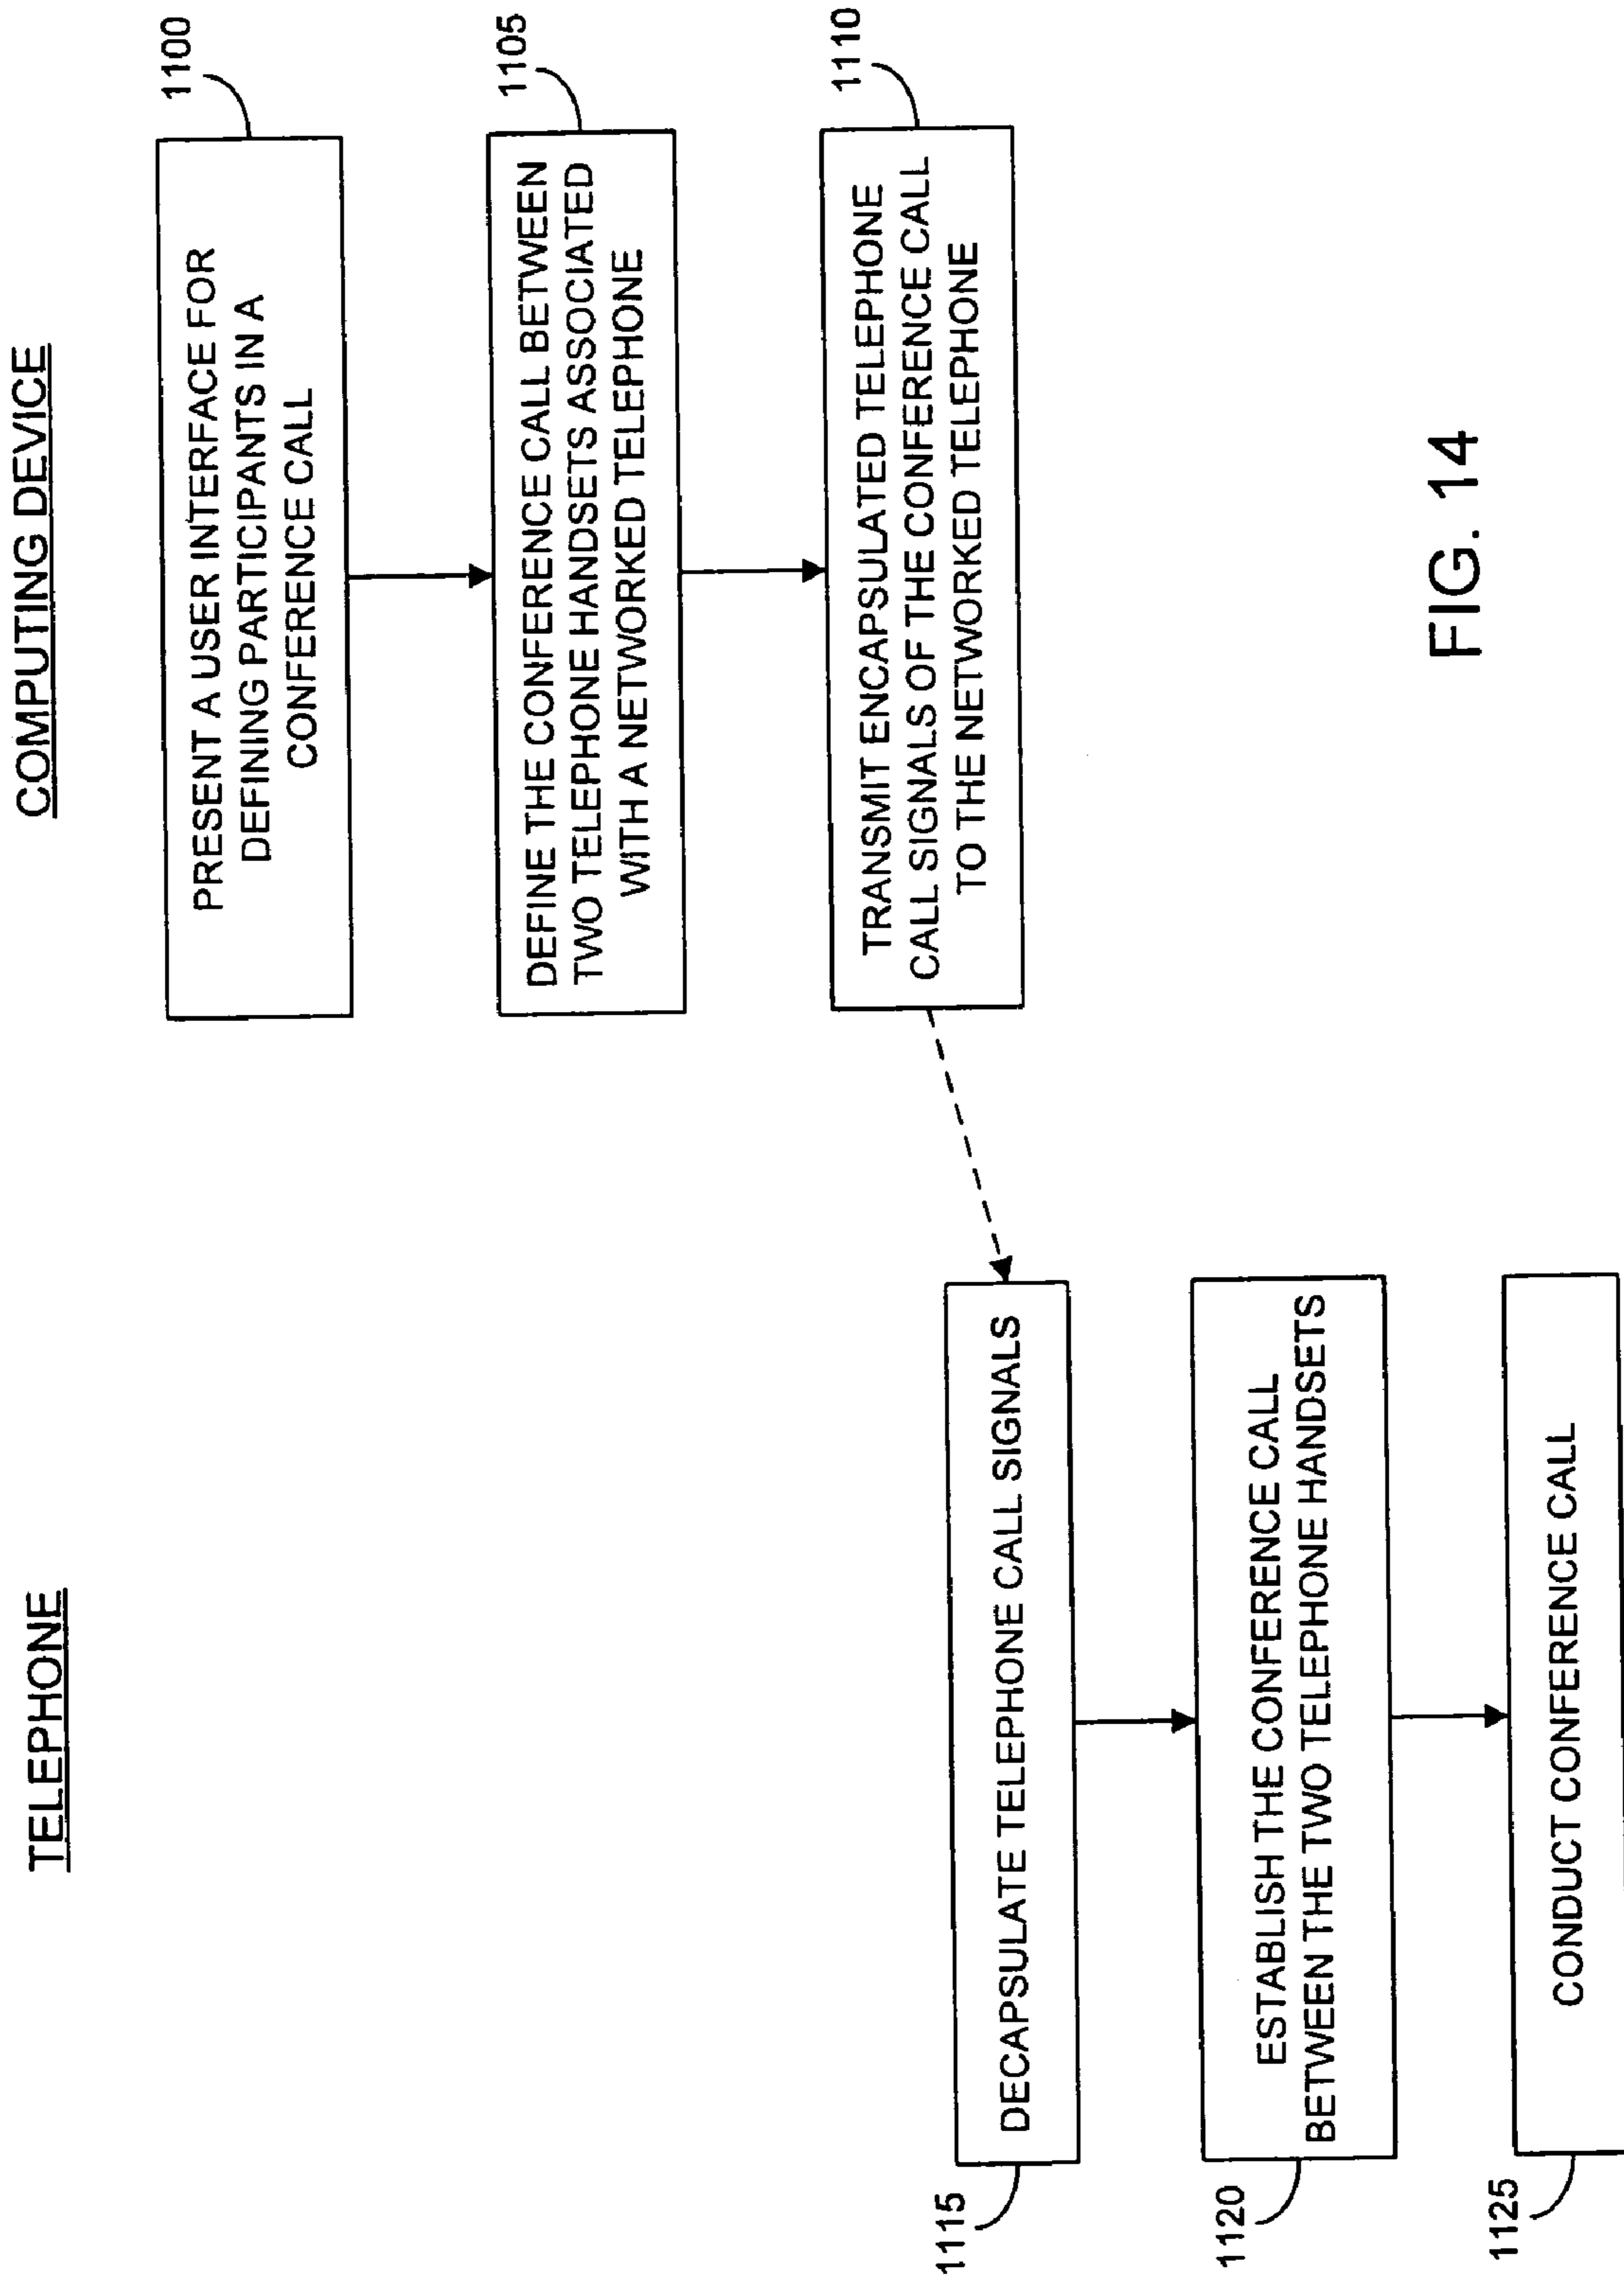 TELEPHONE
COMPUTING DEVICE
PRESENT A USER INTERFACE FOR
DEFINING PARTICIPANTS IN A
CONFERENCE CALL
1100
DEFINE THE CONFERENCE CALL BETWEEN
TWO TELEPHONE HANDSETS ASSOCIATED
WITH A NETWORKED TELEPHONE
1105
TRANSMIT ENCAPSULATED TELEPHONE
CALL SIGNALS OF THE CONFERENCE CALL
TO THE NETWORKED TELEPHONE
1110
1115
DECAPSULATE TELEPHONE CALL SIGNALS
1120
ESTABLISH THE CONFERENCE CALL
BETWEEN THE TWO TELEPHONE HANDSETS
1125
CONDUCT CONFERENCE CALL
FIG. 14